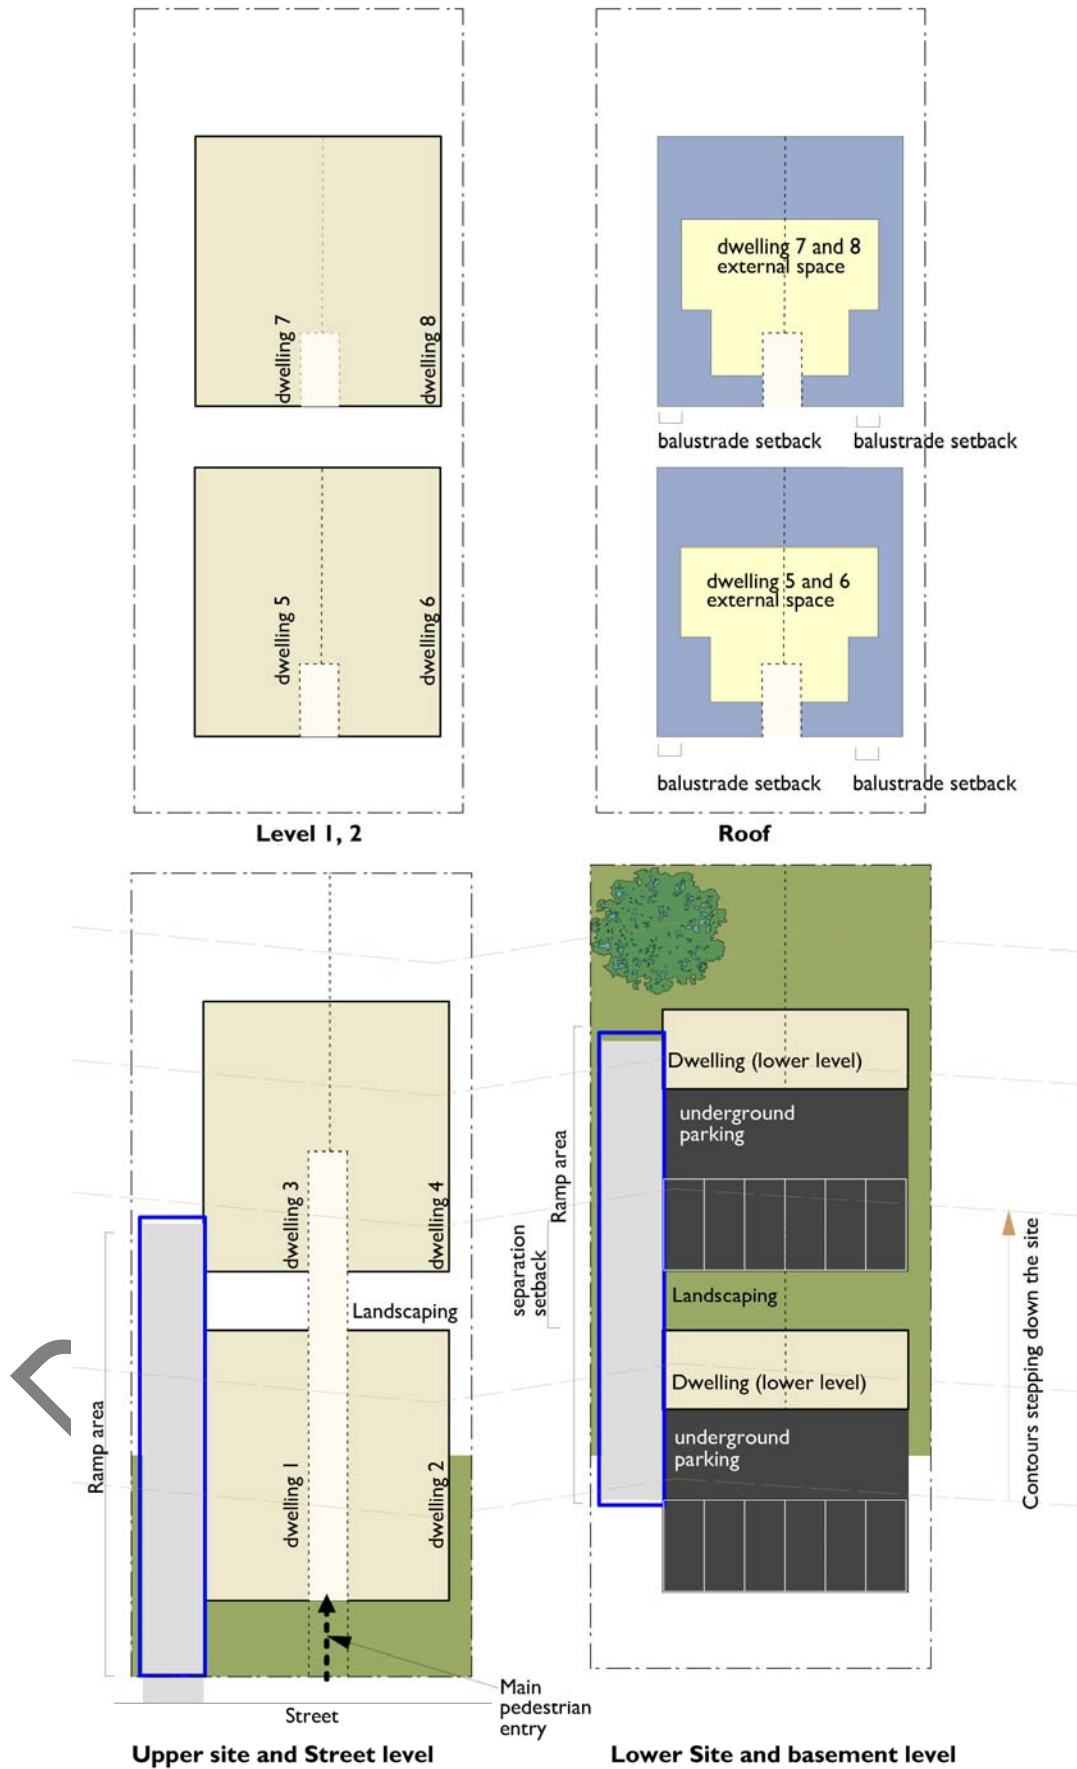 dwelling 7
dwelling 8
dwelling 5
dwelling 6
Level 1, 2
dwelling 7 and 8
external space
balustrade setback
balustrade setback
dwelling 5 and 6
external space
balustrade setback
balustrade setback
Roof
dwelling 3
dwelling 4
Landscaping
Ramp area
dwelling 1
dwelling 2
Main
pedestrian
entry
Street
Upper site and Street level
Dwelling (lower level)
underground
parking
Ramp area
separation
setback
Landscaping
Dwelling (lower level)
underground
parking
Contours stepping down the site
Lower Site and basement level